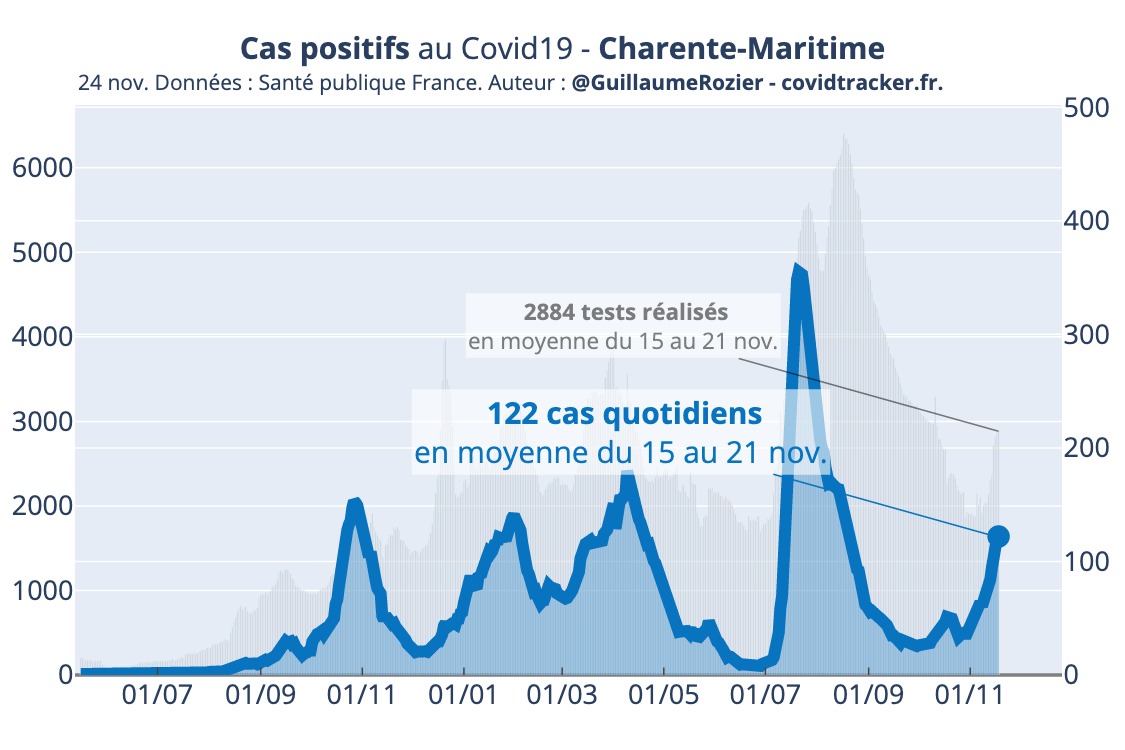 Cas positifs au Covid19 - Charente-Maritime
24 nov. Données : Santé publique France. Auteur : @GuillaumeRozier - covidtracker.fr.
500
6000
400
5000
2884 tests réalisés
en moyenne du 15 au 21 nov.
4000
300
122 cas quotidiens
en moyenne du 15 au 21 nov.
3000
200
2000
1000
100
0
0
01/07 01/09 01/11 01/01 01/03 01/05 01/07 01/09 01/11